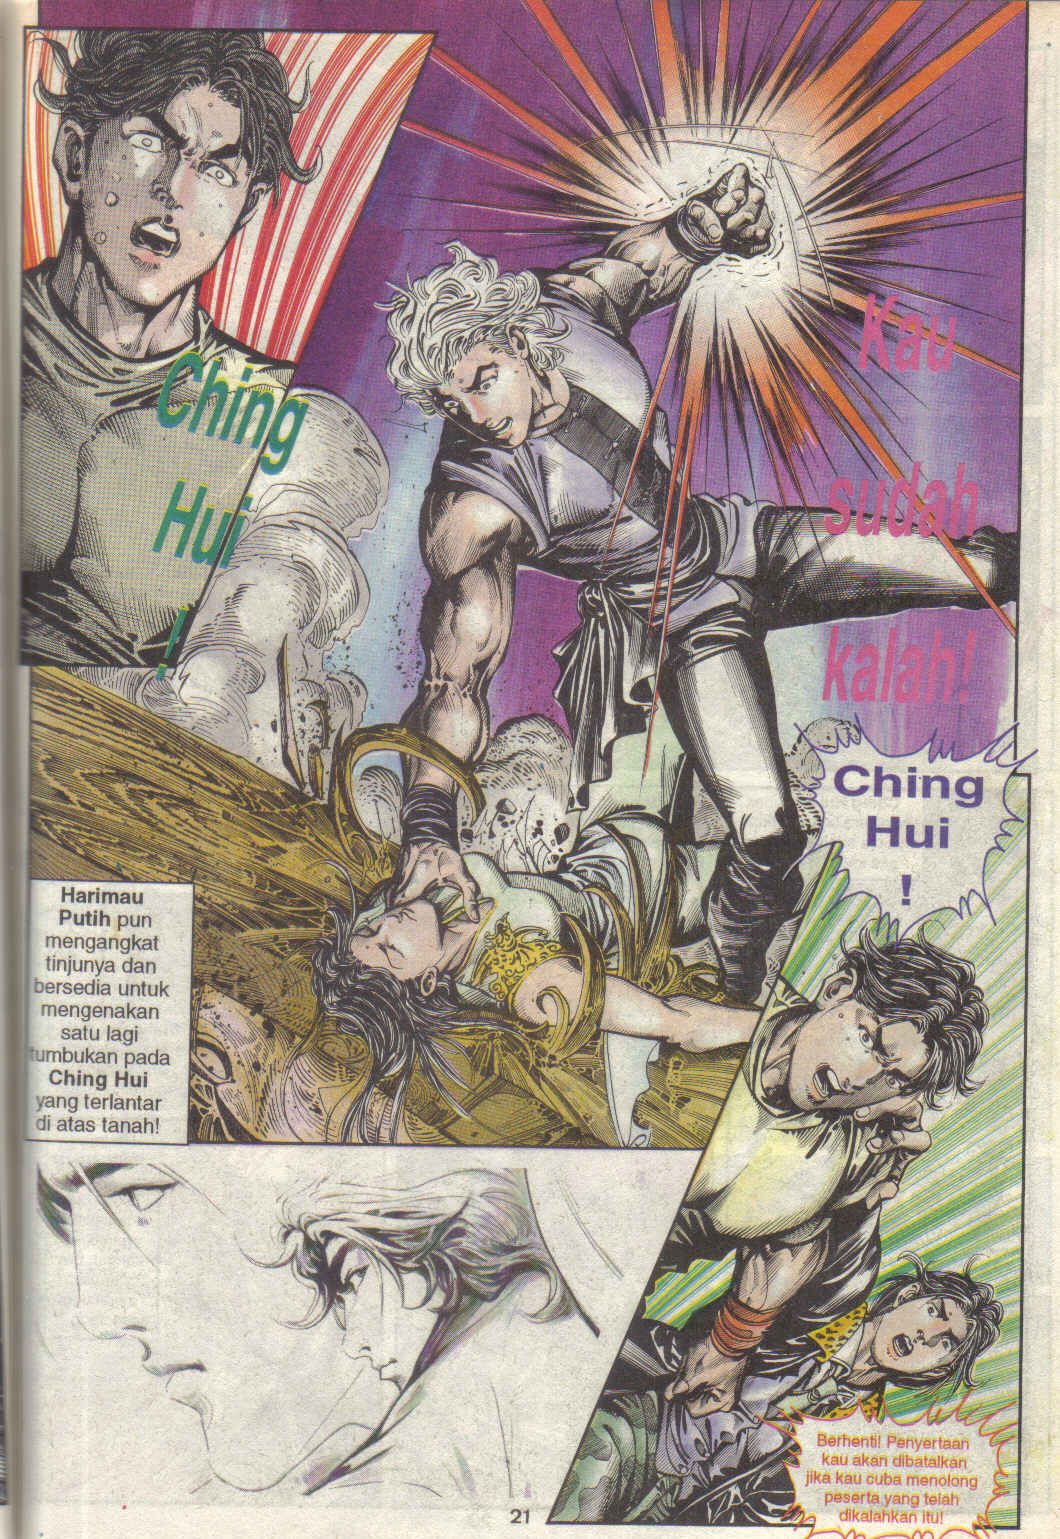 Ching
Hui
!
Kau
sudah
kalah!
Ching
Hui
!
Harimau
Putih pun
mengangkat
tinjunya dan
bersedia untuk
mengenakan
satu lagi
tumbukan pada
Ching Hui
yang terlantar
di atas tanah!
Berhenti! Penyertaan
kau akan dibatalkan
jika kau cuba menolong
peserta yang telah
dikalahkan itu!
21